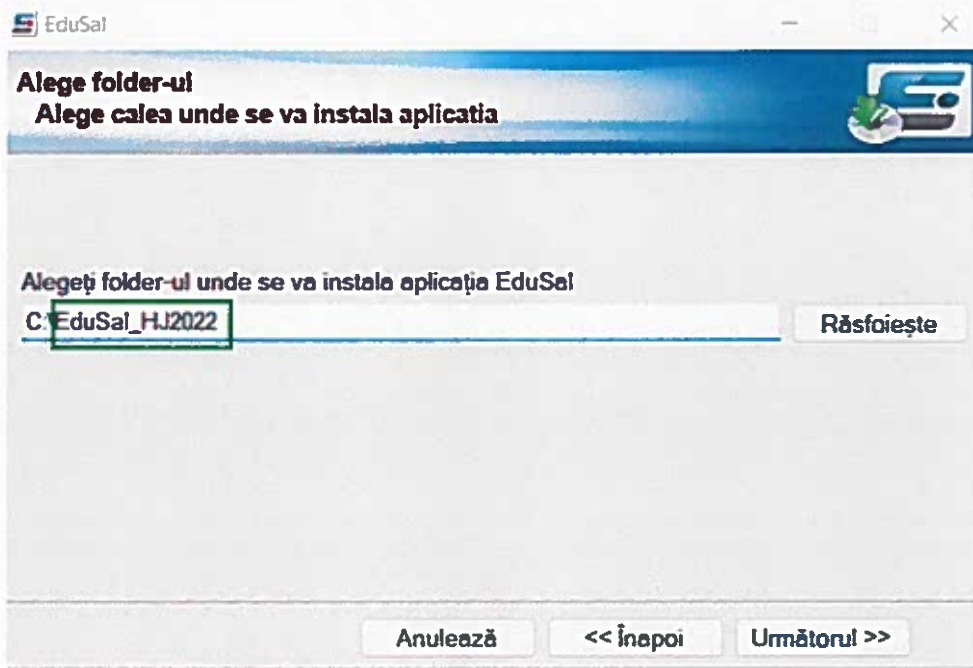 EduSal
Alege folder-ul
Alege calea unde se va instala aplicatia
Alegeți folder-ul unde se va instala aplicația EduSal
C:\EduSal_HJ2022
Răsfoiește
Anulează
<< Înapoi
Următorul >>